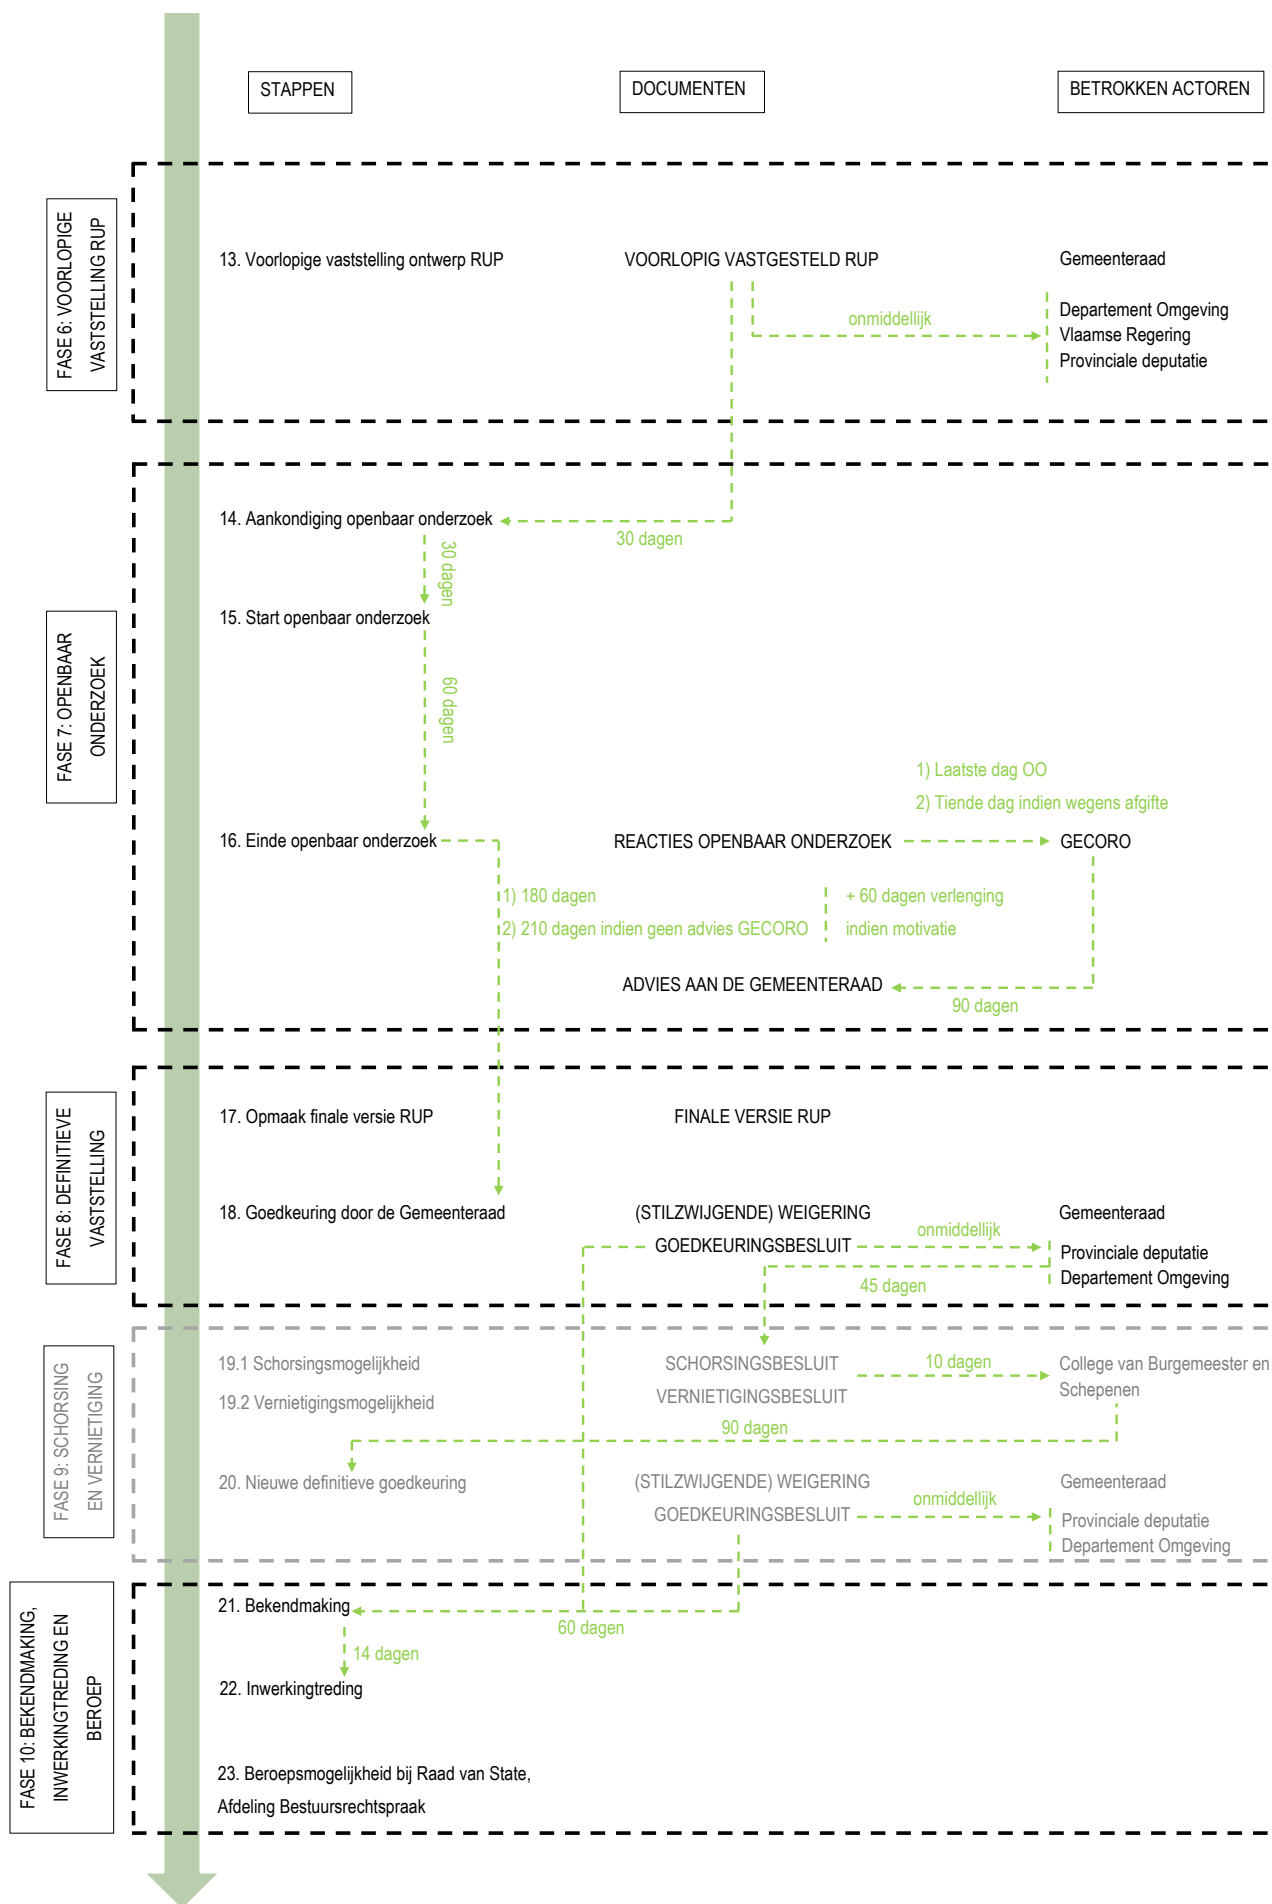 STAPPEN
DOCUMENTEN
BETROKKEN ACTOREN
FASE 6: VOORLOPIGE
VASTSTELLING RUP
13. Voorlopige vaststelling ontwerp RUP
VOORLOPIG VASTGESTELD RUP
Gemeenteraad
onmiddellijk
Departement Omgeving
Vlaamse Regering
Provinciale deputatie
FASE 7: OPENBAAR
ONDERZOEK
14. Aankondiging openbaar onderzoek
30 dagen
30 dagen
15. Start openbaar onderzoek
60 dagen
1) Laatste dag OO
2) Tiende dag indien wegens afgifte
16. Einde openbaar onderzoek
REACTIES OPENBAAR ONDERZOEK
GECORO
1) 180 dagen
2) 210 dagen indien geen advies GECORO
+ 60 dagen verlenging
indien motivatie
ADVIES AAN DE GEMEENTERAAD
90 dagen
FASE 8: DEFINITIEVE
VASTSTELLING
17. Opmaak finale versie RUP
FINALE VERSIE RUP
18. Goedkeuring door de Gemeenteraad
(STILZWIJGENDE) WEIGERING
GOEDKEURINGSBESLUIT
onmiddellijk
Gemeenteraad
Provinciale deputatie
Departement Omgeving
45 dagen
FASE 9: SCHORSING
EN VERNIETIGING
19.1 Schorsingsmogelijkheid
SCHORSINGSBESLUIT
10 dagen
College van Burgemeester en
Schepenen
19.2 Vernietigingsmogelijkheid
VERNIETIGINGSBESLUIT
90 dagen
20. Nieuwe definitieve goedkeuring
(STILZWIJGENDE) WEIGERING
GOEDKEURINGSBESLUIT
onmiddellijk
Gemeenteraad
Provinciale deputatie
Departement Omgeving
FASE 10: BEKENDMAKING,
INWERKINGTREDING EN
BEROEP
21. Bekendmaking
60 dagen
14 dagen
22. Inwerkingtreding
23. Beroepsmogelijkheid bij Raad van State,
Afdeling Bestuursrechtspraak